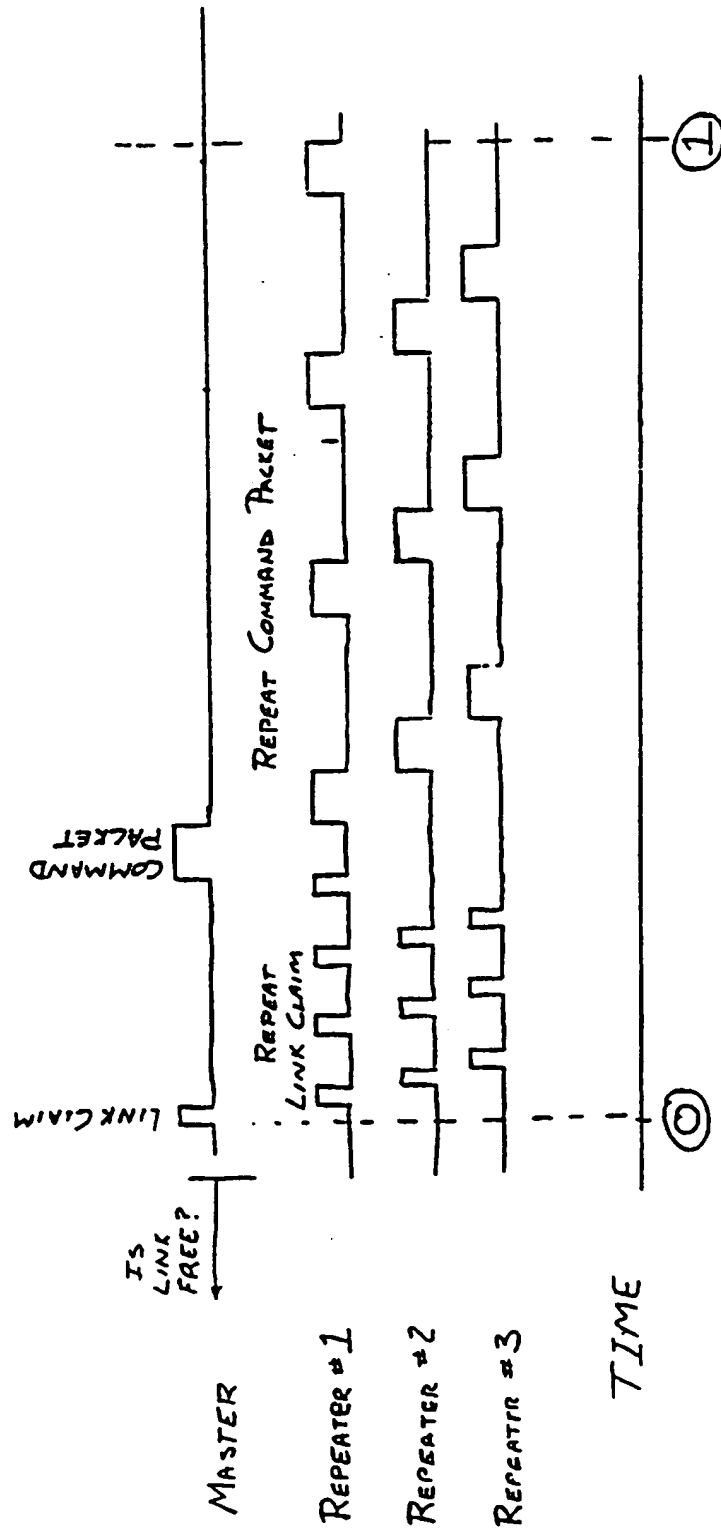 IS
LINK
FREE?
LINK CLAIM
COMMAND
PACKET
MASTER
REPEAT
LINK CLAIM
REPEAT COMMAND PACKET
REPEATER #1
REPEATER #2
REPEATER #3
TIME
0
1